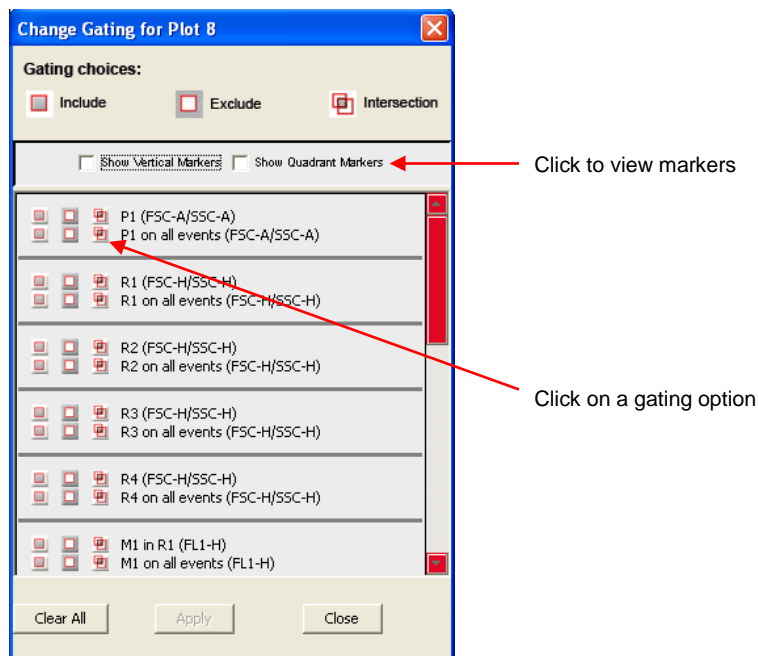 Change Gating for Plot 8
Gating choices:
Include Exclude Intersection
Show Vertical Markers Show Quadrant Markers
Click to view markers
P1 (FSC-A/SSC-A)
P1 on all events (FSC-A/SSC-A)
R1 (FSC-H/SSC-H)
R1 on all events (FSC-H/SSC-H)
R2 (FSC-H/SSC-H)
R2 on all events (FSC-H/SSC-H)
Click on a gating option
R3 (FSC-H/SSC-H)
R3 on all events (FSC-H/SSC-H)
R4 (FSC-H/SSC-H)
R4 on all events (FSC-H/SSC-H)
M1 in R1 (FL1-H)
M1 on all events (FL1-H)
Clear All Apply Close